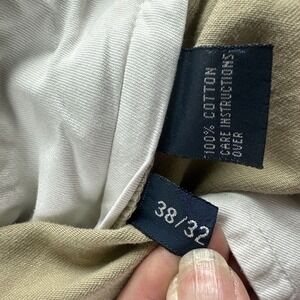 100% COTTON
CARE INSTRUCTIONS
OVER
38/32